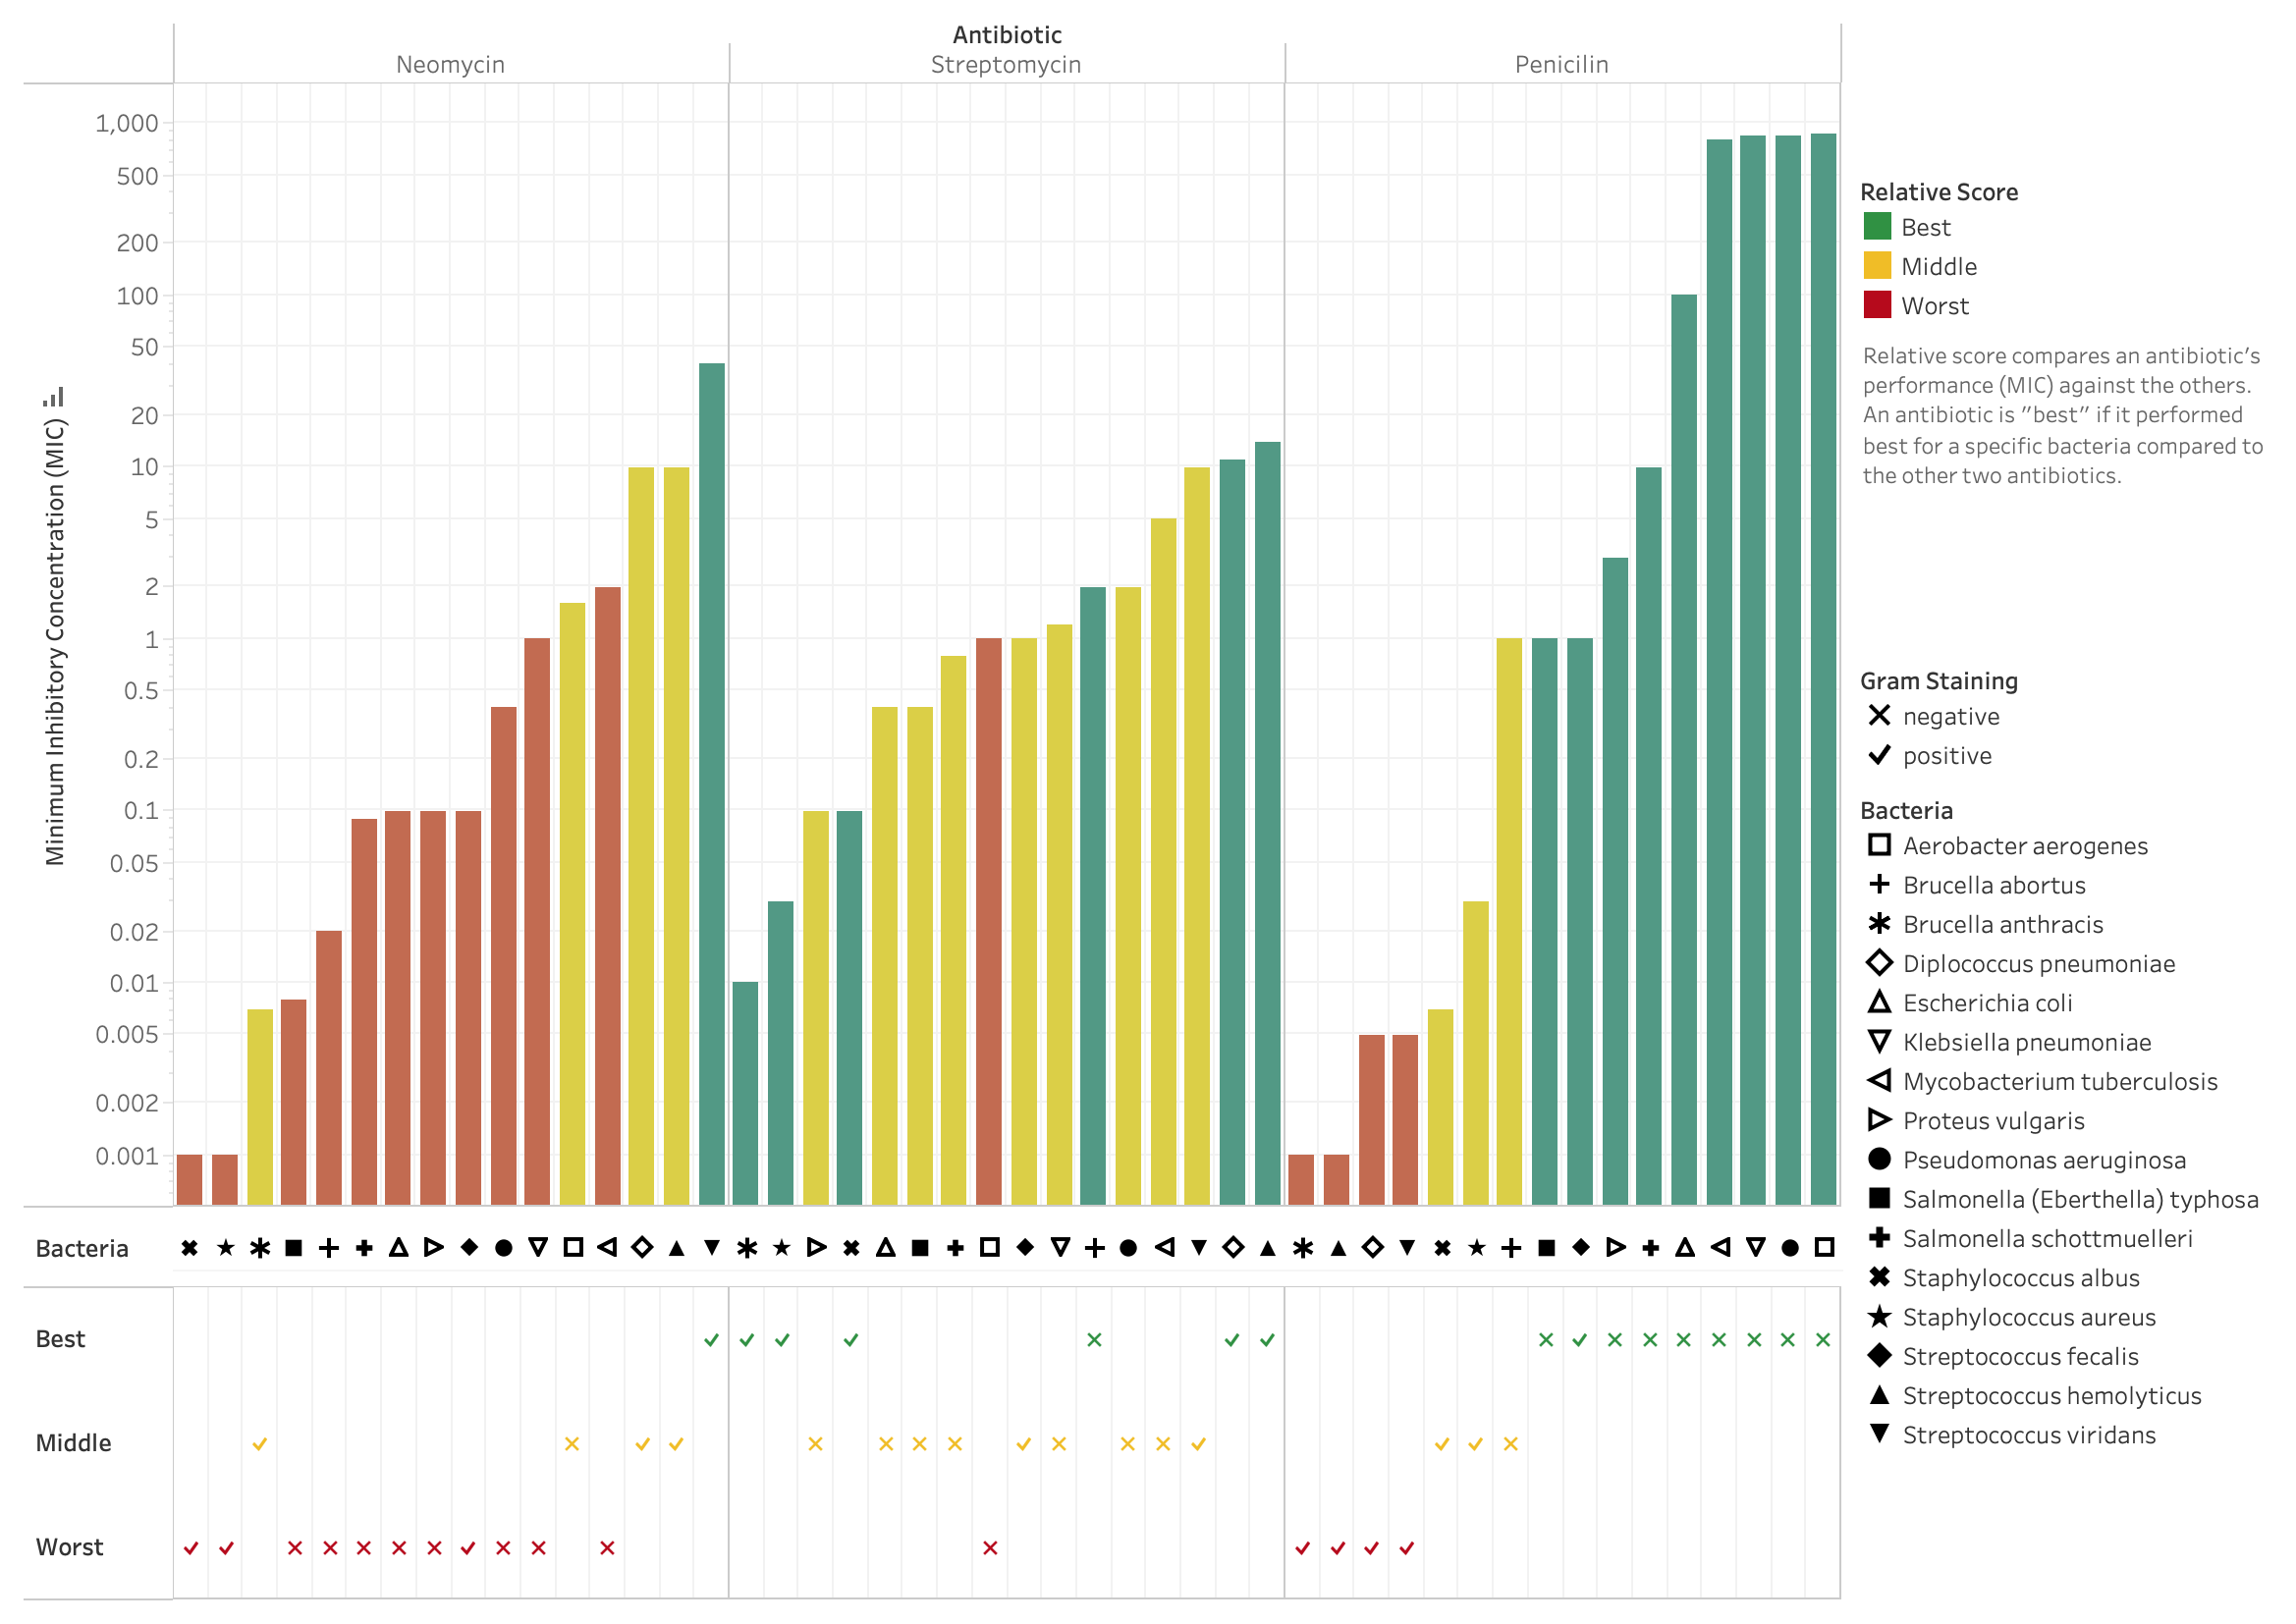 Antibiotic
Neomycin
Streptomycin
Penicilin
Minimum Inhibitory Concentration (MIC)
1,000
500
200
100
50
20
10
5
2
1
0.5
0.2
0.1
0.05
0.02
0.01
0.005
0.002
0.001
Bacteria
Best
Middle
Worst
Relative Score
Best
Middle
Worst
Relative score compares an antibiotic's
performance (MIC) against the others.
An antibiotic is "best" if it performed
best for a specific bacteria compared to
the other two antibiotics.
Gram Staining
negative
positive
Bacteria
Aerobacter aerogenes
Brucella abortus
Brucella anthracis
Diplococcus pneumoniae
Escherichia coli
Klebsiella pneumoniae
Mycobacterium tuberculosis
Proteus vulgaris
Pseudomonas aeruginosa
Salmonella (Eberthella) typhosa
Salmonella schottmuelleri
Staphylococcus albus
Staphylococcus aureus
Streptococcus fecalis
Streptococcus hemolyticus
Streptococcus viridans